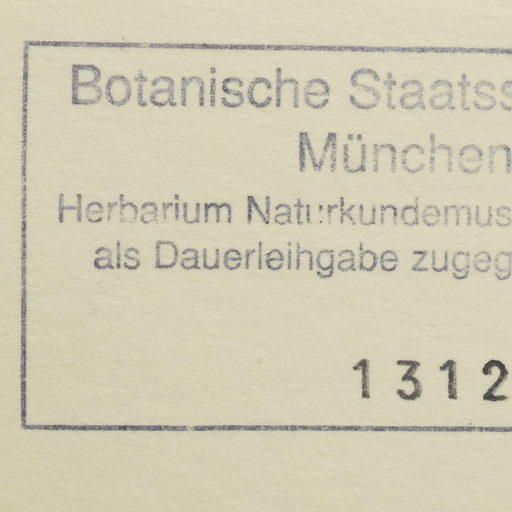 Botanische Staatss
München
Herbarium Naturkundemus
als Dauerleihgabe zugeg
1312